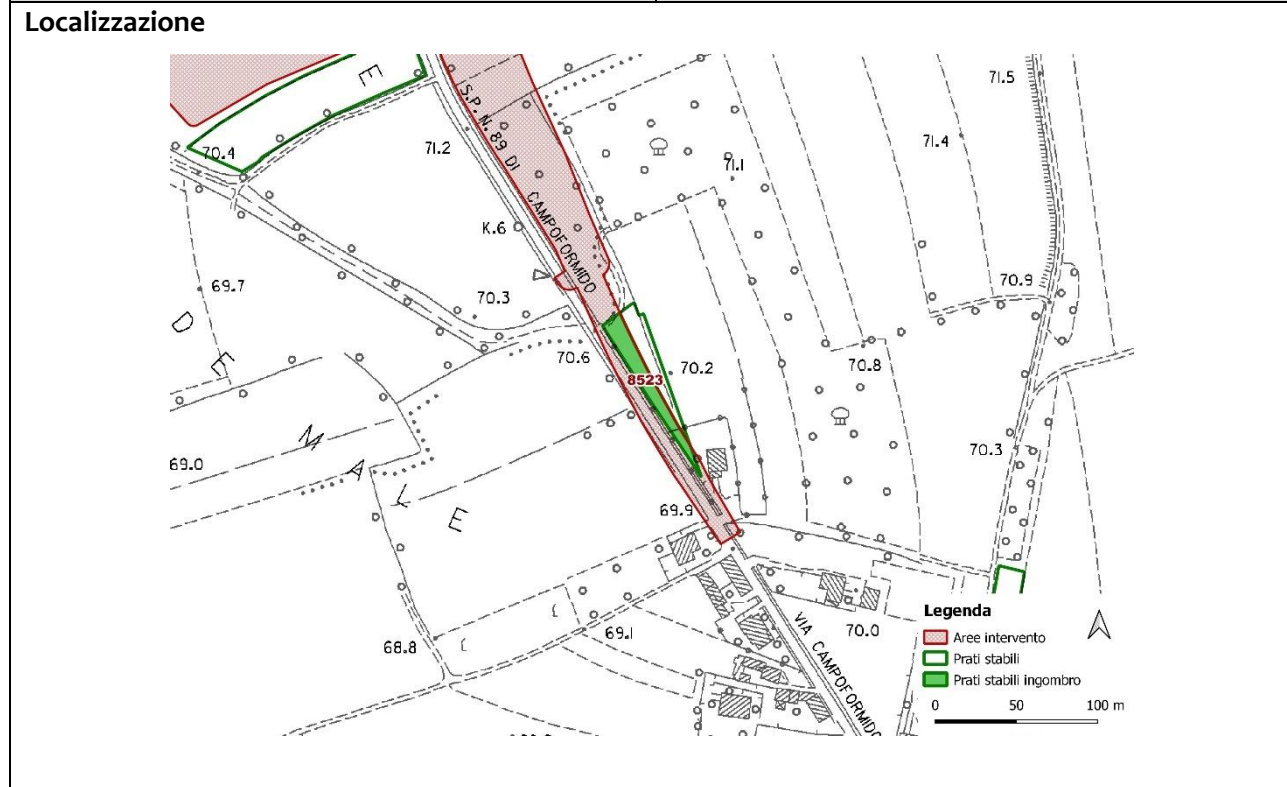 Localizzazione
E
S.P. N. 89 DI CAMPOFORMIDO
71.5
71.2
70.4
71.1
71.4
K.6
69.7
70.3
70.9
D E
70.6
70.2
70.8
8523
M A L E
69.0
70.3
69.9
69.1
70.0
68.8
VIA CAMPOFORMIDO
Legenda
Aree intervento
Prati stabili
Prati stabili ingombro
0 50 100 m